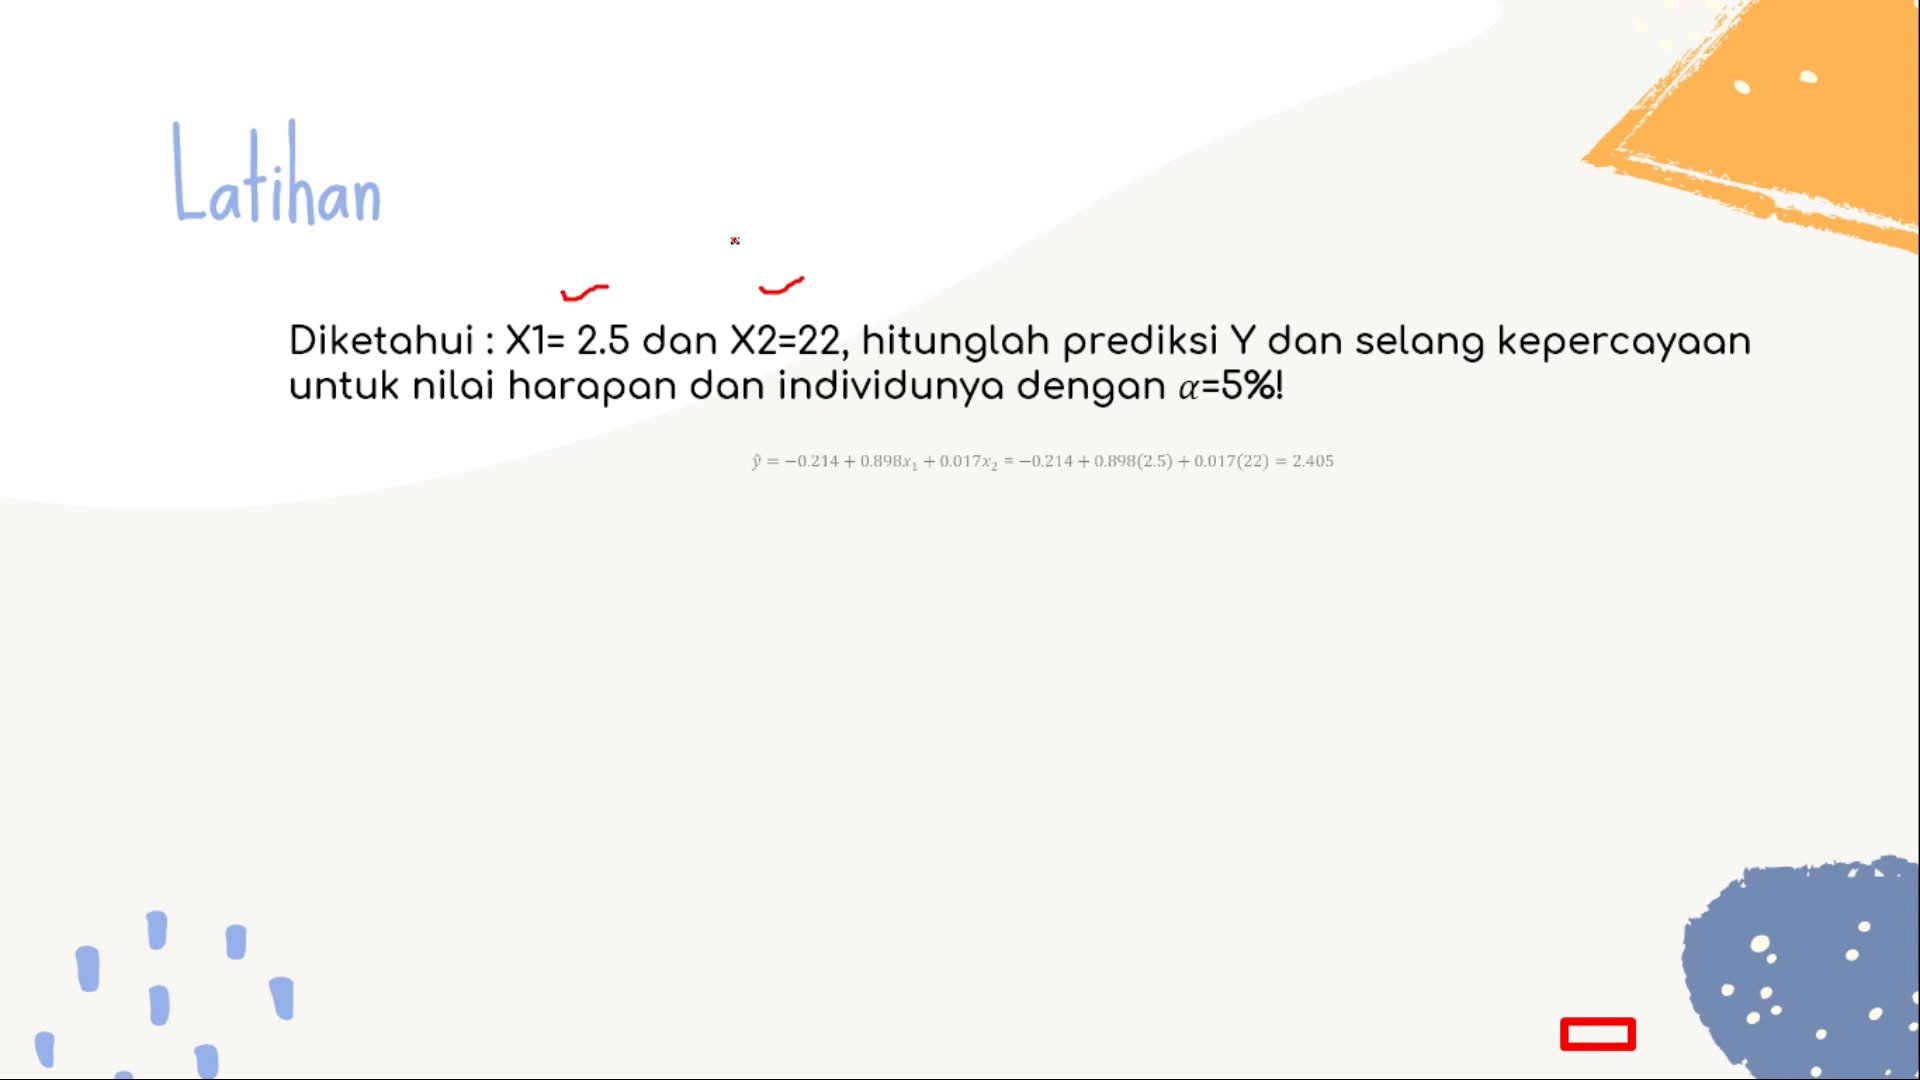 Latihan
Diketahui : X1= 2.5 dan X2=22, hitunglah prediksi Y dan selang kepercayaan
untuk nilai harapan dan individunya dengan α=5%!
ŷ = −0.214 + 0.898x₁ + 0.017x₂ = −0.214 + 0.898(2.5) + 0.017(22) = 2.405